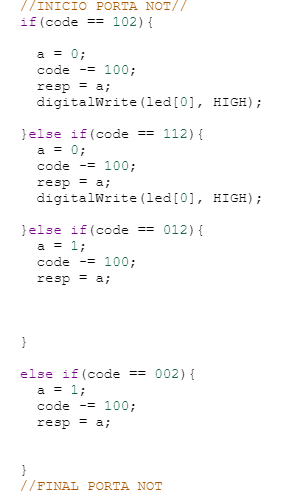 //INICIO PORTA NOT//
if(code == 102){
a = 0;
code -= 100;
resp = a;
digitalWrite(led[0], HIGH);
}else if(code == 112){
a = 0;
code -= 100;
resp = a;
digitalWrite(led[0], HIGH);
}else if(code == 012){
a = 1;
code -= 100;
resp = a;
}
else if(code == 002){
a = 1;
code -= 100;
resp = a;
}
//FINAL PORTA NOT